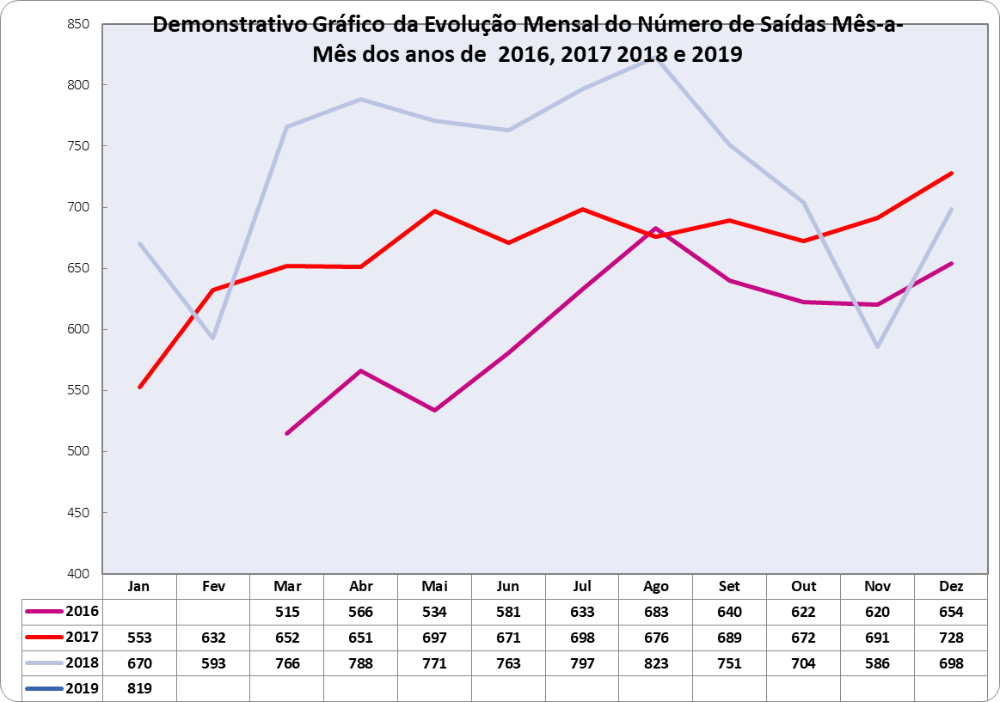 Demonstrativo Gráfico da Evolução Mensal do Número de Saídas Mês-a-
Mês dos anos de 2016, 2017 2018 e 2019
850
800
750
700
650
600
550
500
450
400
Jan Fev Mar Abr Mai Jun Jul Ago Set Out Nov Dez
2016 515 566 534 581 633 683 640 622 620 654
2017 553 632 652 651 697 671 698 676 689 672 691 728
2018 670 593 766 788 771 763 797 823 751 704 586 698
2019 819